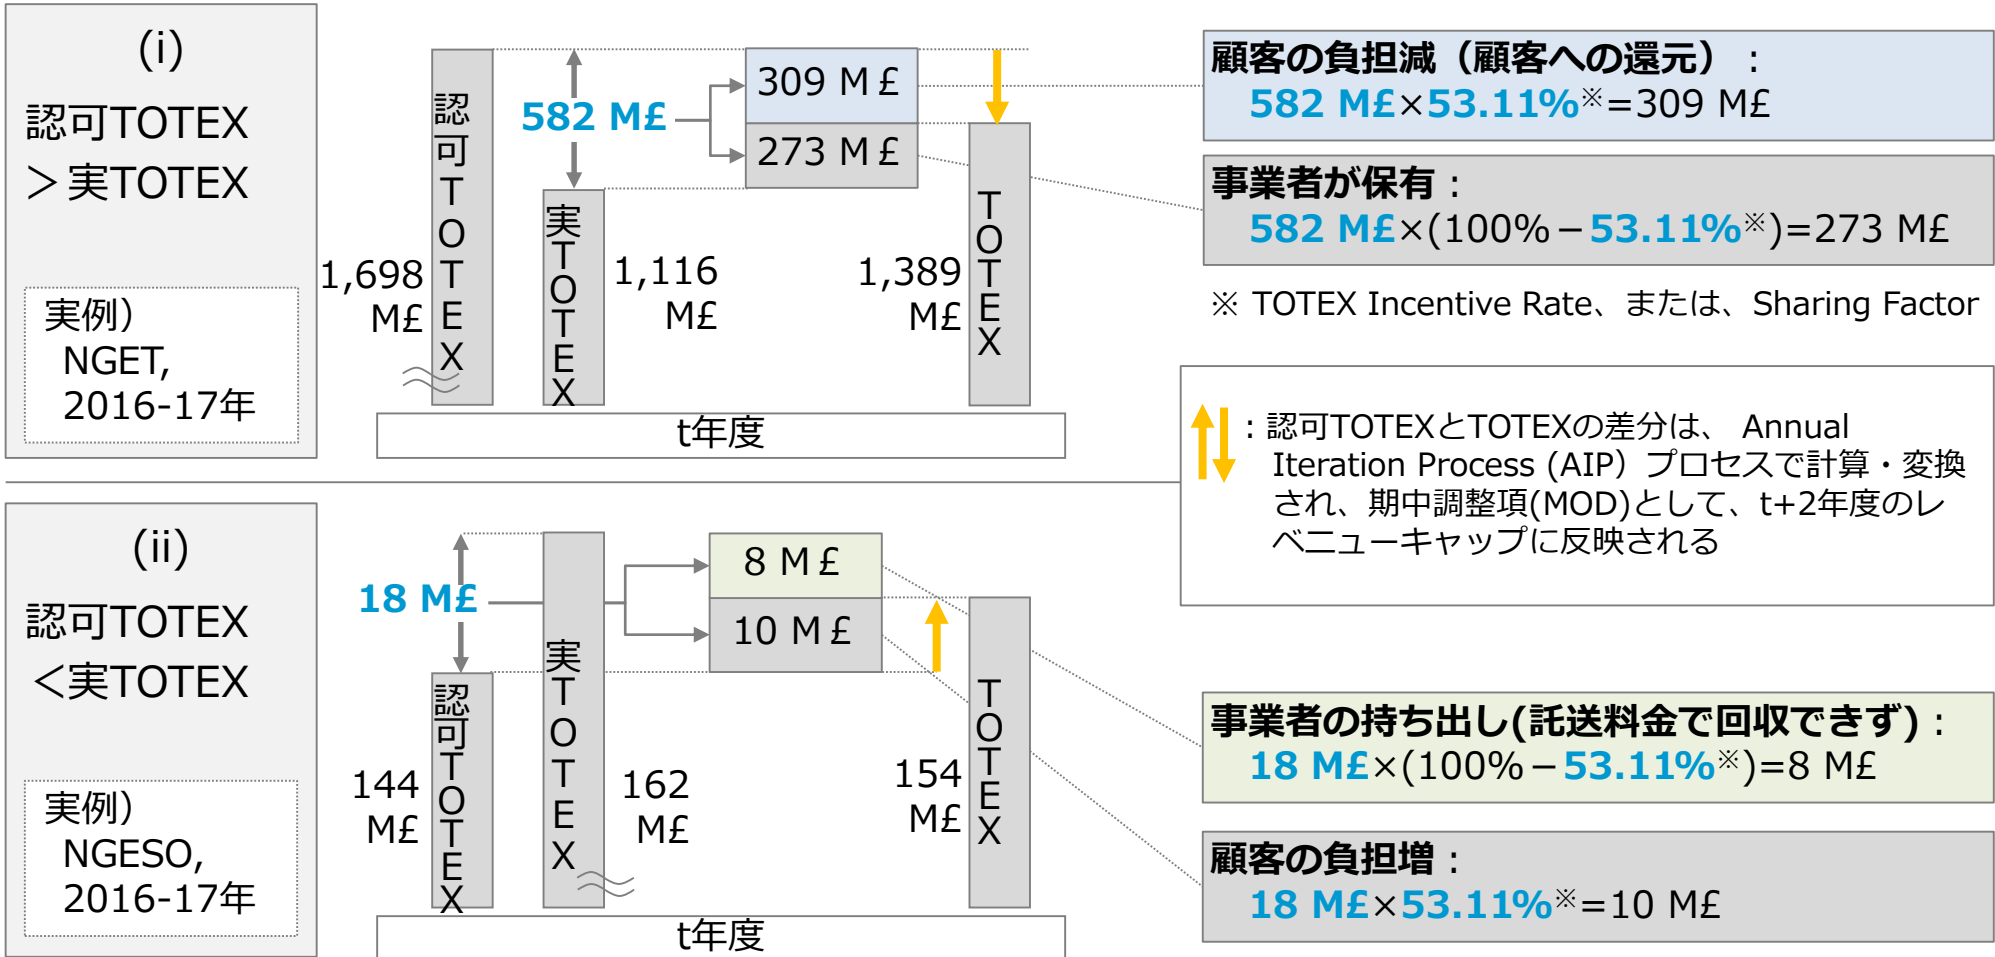 (i)
認可TOTEX
＞実TOTEX
実例）
NGET,
2016-17年
認可TOTEX
1,698
M£
582 M£
実TOTEX
1,116
M£
309 M£
273 M£
1,389
M£
TOTEX
t年度
顧客の負担減（顧客への還元）：
582 M£×53.11%※=309 M£
事業者が保有：
582 M£×(100%－53.11%※)=273 M£
※ TOTEX Incentive Rate、または、Sharing Factor
：認可TOTEXとTOTEXの差分は、 Annual
Iteration Process (AIP）プロセスで計算・変換
され、期中調整項(MOD)として、t+2年度のレ
ベニューキャップに反映される
(ii)
認可TOTEX
＜実TOTEX
実例）
NGESO,
2016-17年
18 M£
認可TOTEX
144
M£
実TOTEX
162
M£
8 M£
10 M£
154
M£
TOTEX
t年度
事業者の持ち出し(託送料金で回収できず)：
18 M£×(100%－53.11%※)=8 M£
顧客の負担増：
18 M£×53.11%※=10 M£